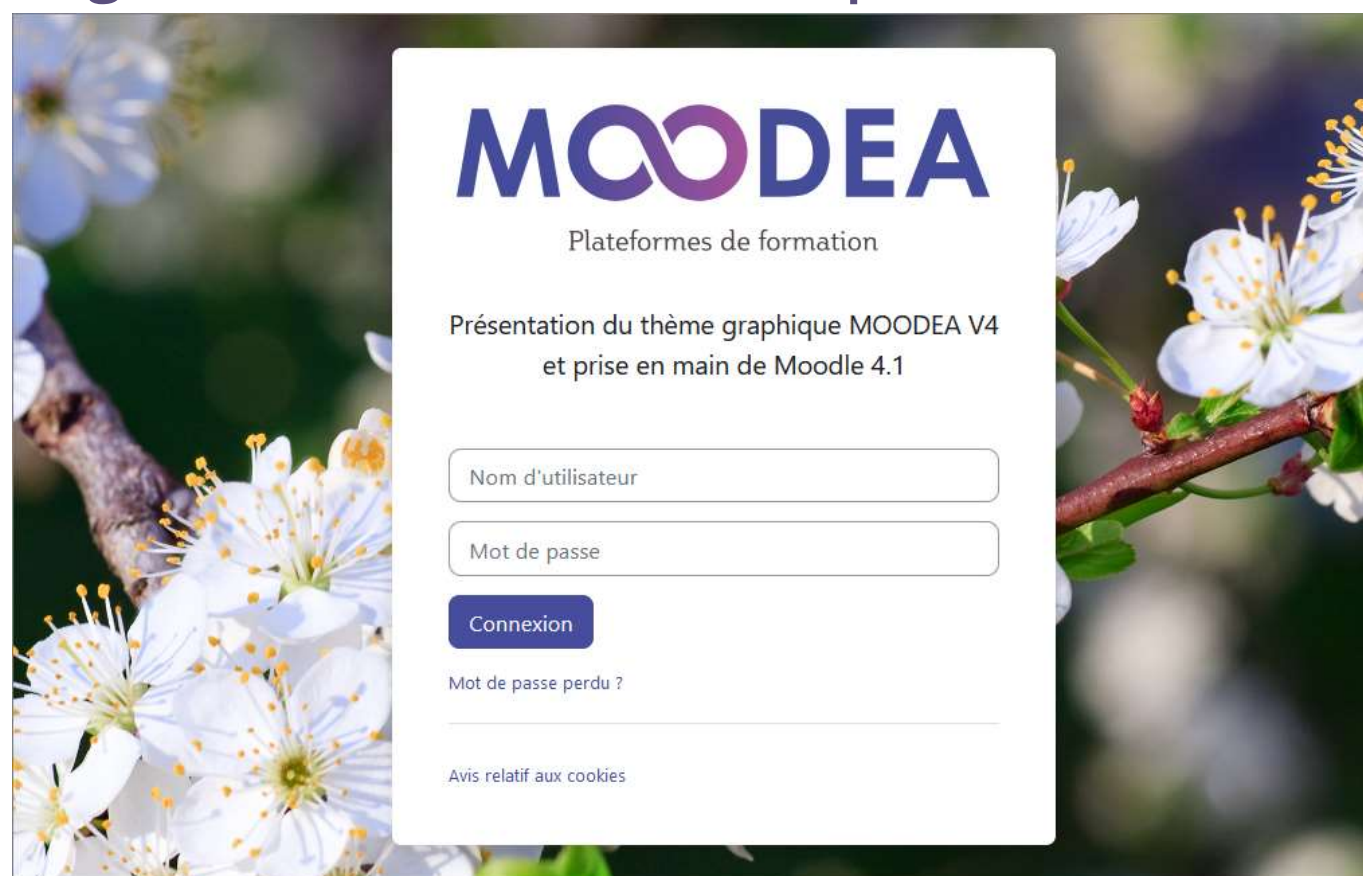 MOODEA
Plateformes de formation
Présentation du thème graphique MOODEA V4
et prise en main de Moodle 4.1
Nom d'utilisateur
Mot de passe
Connexion
Mot de passe perdu ?
Avis relatif aux cookies